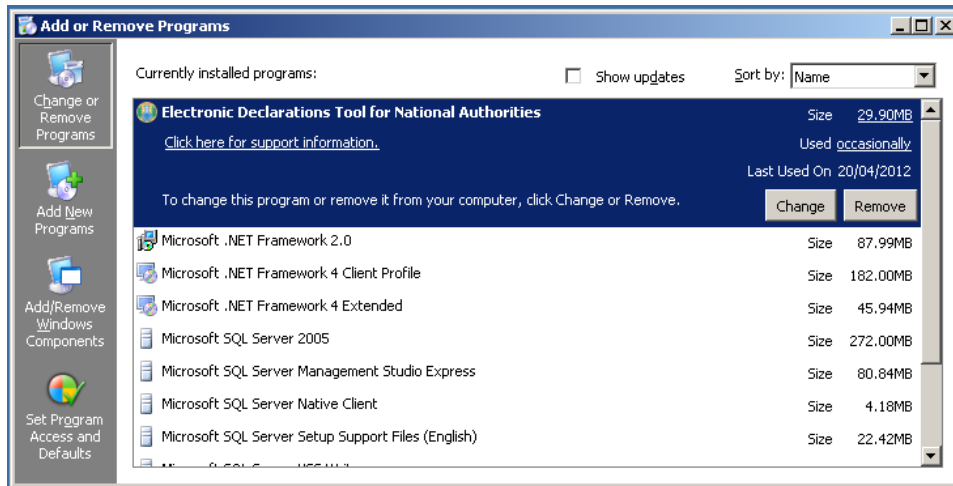 Add or Remove Programs
Change or
Remove
Programs
Add New
Programs
Add/Remove
Windows
Components
Set Program
Access and
Defaults
Currently installed programs:
Show updates
Sort by: Name
Electronic Declarations Tool for National Authorities
Size 29.90MB
Click here for support information.
Used occasionally
Last Used On 20/04/2012
To change this program or remove it from your computer, click Change or Remove.
Change Remove
Microsoft .NET Framework 2.0 Size 87.99MB
Microsoft .NET Framework 4 Client Profile Size 182.00MB
Microsoft .NET Framework 4 Extended Size 45.94MB
Microsoft SQL Server 2005 Size 272.00MB
Microsoft SQL Server Management Studio Express Size 80.84MB
Microsoft SQL Server Native Client Size 4.18MB
Microsoft SQL Server Setup Support Files (English) Size 22.42MB